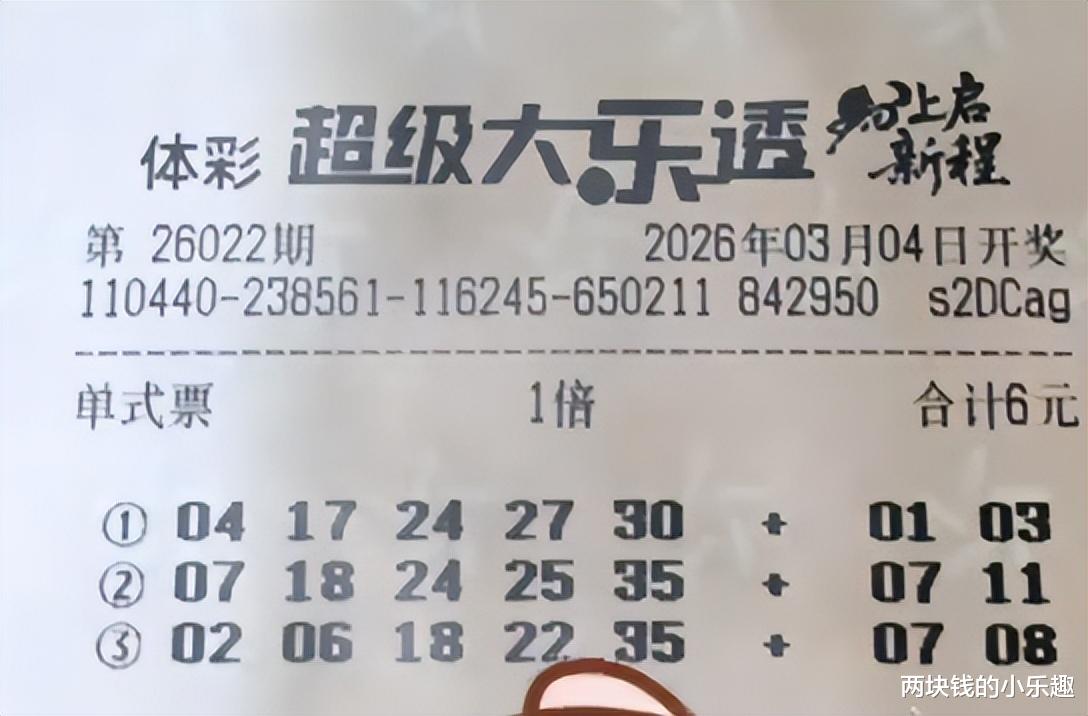 体彩 超级大乐透 马上启
新程
第 26022期 2026年03月04日开奖
110440-238561-116245-650211 842950 s2DCag
单式票 1倍 合计6元
① 04 17 24 27 30 + 01 03
② 07 18 24 25 35 + 07 11
③ 02 06 18 22 35 + 07 08
两块钱的小乐趣